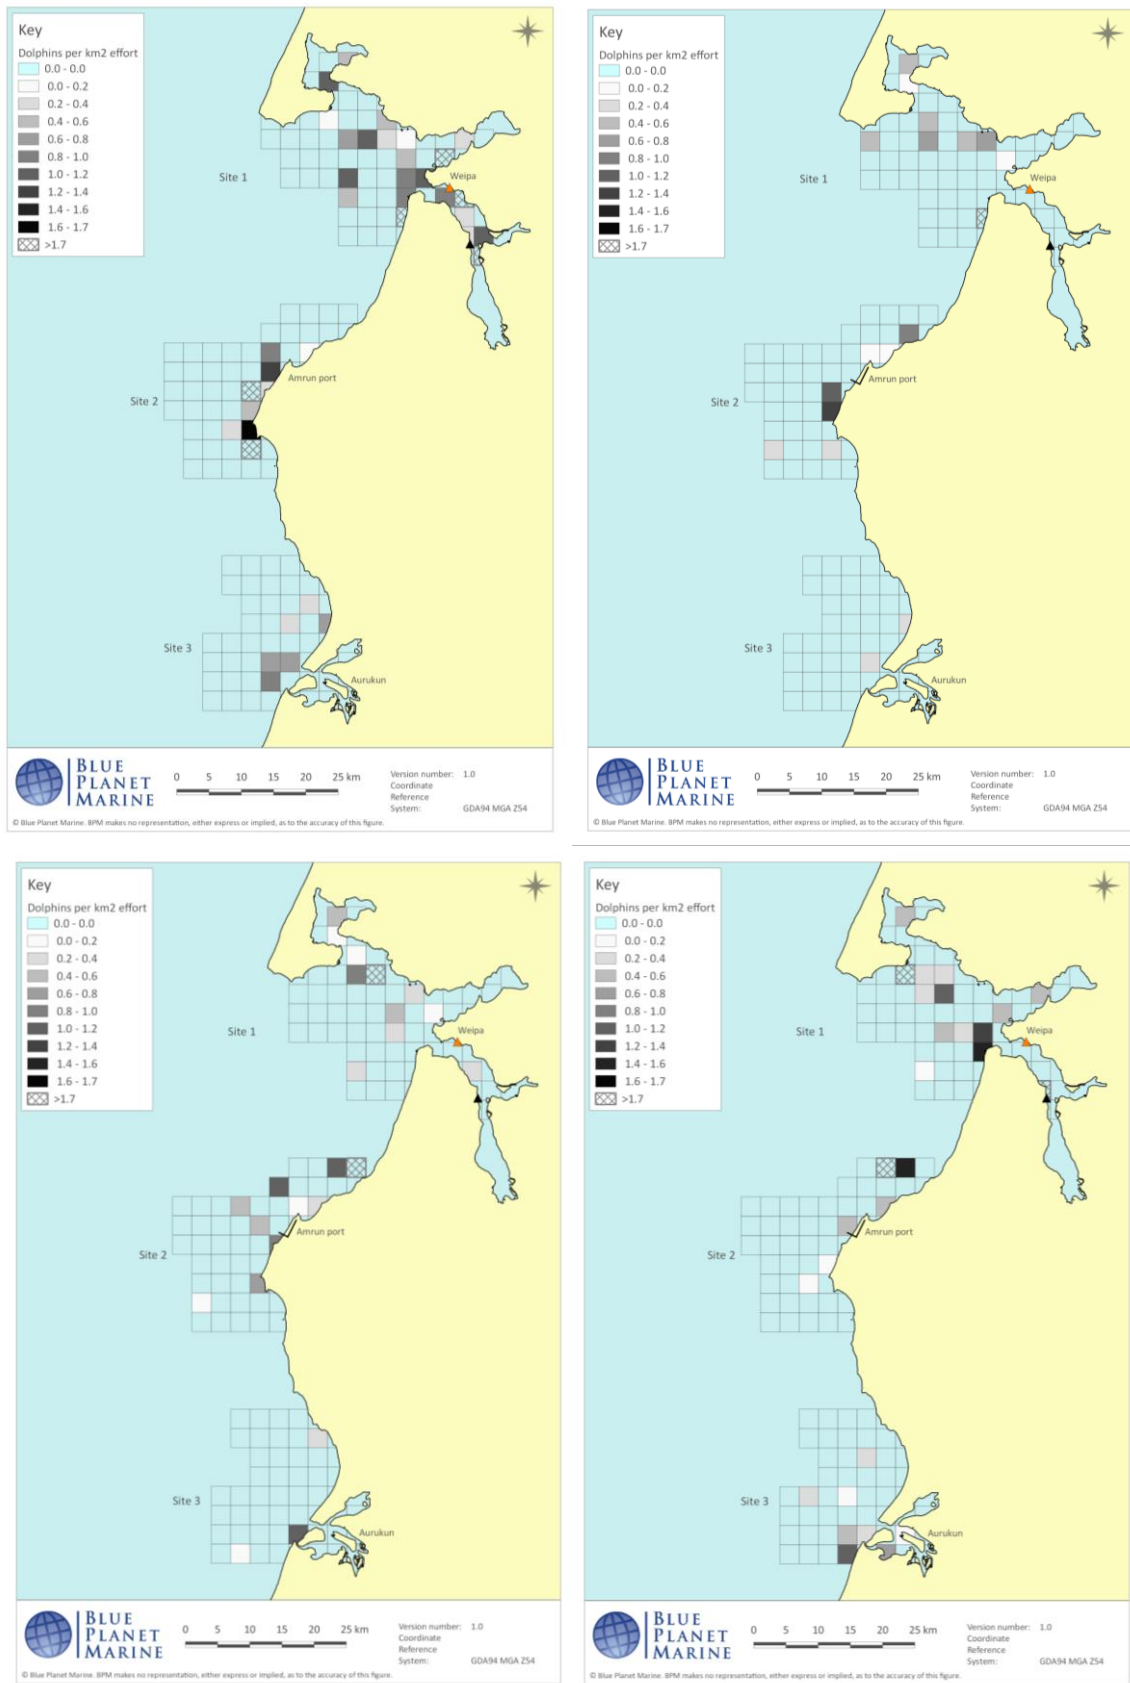 Key
Dolphins per km2 effort
0.0 - 0.0
0.0 - 0.2
0.2 - 0.4
0.4 - 0.6
0.6 - 0.8
0.8 - 1.0
1.0 - 1.2
1.2 - 1.4
1.4 - 1.6
1.6 - 1.7
>1.7
Site 1
Weipa
Amrun port
Site 2
Site 3
Aurukun
BLUE
PLANET
MARINE
0 5 10 15 20 25 km
Version number: 1.0
Coordinate
Reference
System: GDA94 MGA Z54
© Blue Planet Marine. BPM makes no representation, either express or implied, as to the accuracy of this figure.
Key
Dolphins per km2 effort
0.0 - 0.0
0.0 - 0.2
0.2 - 0.4
0.4 - 0.6
0.6 - 0.8
0.8 - 1.0
1.0 - 1.2
1.2 - 1.4
1.4 - 1.6
1.6 - 1.7
>1.7
Site 1
Weipa
Amrun port
Site 2
Site 3
Aurukun
BLUE
PLANET
MARINE
0 5 10 15 20 25 km
Version number: 1.0
Coordinate
Reference
System: GDA94 MGA Z54
© Blue Planet Marine. BPM makes no representation, either express or implied, as to the accuracy of this figure.
Key
Dolphins per km2 effort
0.0 - 0.0
0.0 - 0.2
0.2 - 0.4
0.4 - 0.6
0.6 - 0.8
0.8 - 1.0
1.0 - 1.2
1.2 - 1.4
1.4 - 1.6
1.6 - 1.7
>1.7
Site 1
Weipa
Amrun port
Site 2
Site 3
Aurukun
BLUE
PLANET
MARINE
0 5 10 15 20 25 km
Version number: 1.0
Coordinate
Reference
System: GDA94 MGA Z54
© Blue Planet Marine. BPM makes no representation, either express or implied, as to the accuracy of this figure.
Key
Dolphins per km2 effort
0.0 - 0.0
0.0 - 0.2
0.2 - 0.4
0.4 - 0.6
0.6 - 0.8
0.8 - 1.0
1.0 - 1.2
1.2 - 1.4
1.4 - 1.6
1.6 - 1.7
>1.7
Site 1
Weipa
Amrun port
Site 2
Site 3
Aurukun
BLUE
PLANET
MARINE
0 5 10 15 20 25 km
Version number: 1.0
Coordinate
Reference
System: GDA94 MGA Z54
© Blue Planet Marine. BPM makes no representation, either express or implied, as to the accuracy of this figure.